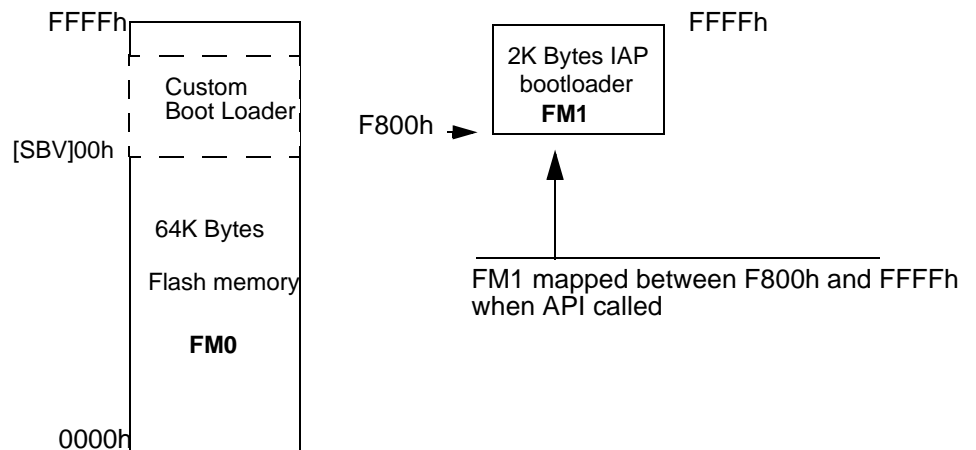 FFFFh
Custom
Boot Loader
[SBV]00h
64K Bytes
Flash memory
FM0
0000h
FFFFh
2K Bytes IAP
bootloader
FM1
F800h
FM1 mapped between F800h and FFFFh
when API called